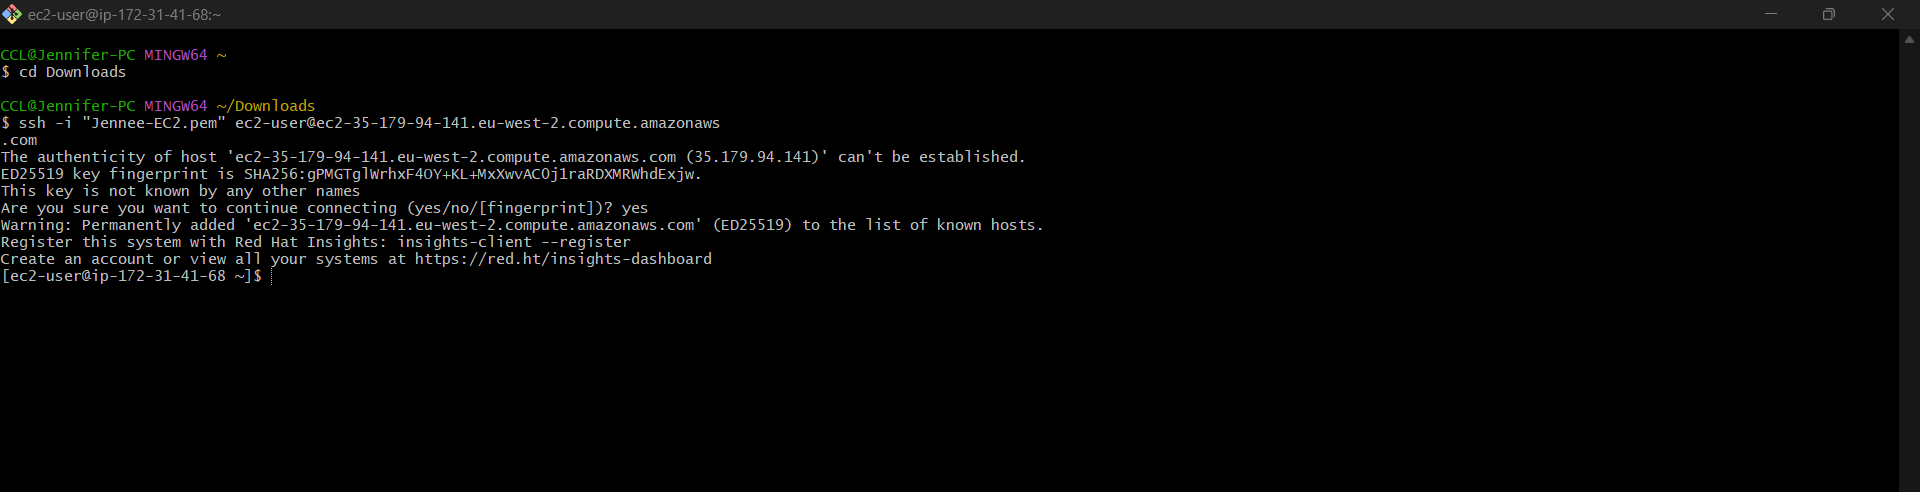 ec2-user@ip-172-31-41-68:~
CCL@Jennifer-PC MINGW64 ~
$ cd Downloads
CCL@Jennifer-PC MINGW64 ~/Downloads
$ ssh -i "Jennee-EC2.pem" ec2-user@ec2-35-179-94-141.eu-west-2.compute.amazonaws
.com
The authenticity of host 'ec2-35-179-94-141.eu-west-2.compute.amazonaws.com (35.179.94.141)' can't be established.
ED25519 key fingerprint is SHA256:gPMGTglWrhxF4OY+KL+MxXwvACOj1raRDXMRWhdExjw.
This key is not known by any other names
Are you sure you want to continue connecting (yes/no/[fingerprint])? yes
Warning: Permanently added 'ec2-35-179-94-141.eu-west-2.compute.amazonaws.com' (ED25519) to the list of known hosts.
Register this system with Red Hat Insights: insights-client --register
Create an account or view all your systems at https://red.ht/insights-dashboard
[ec2-user@ip-172-31-41-68 ~]$